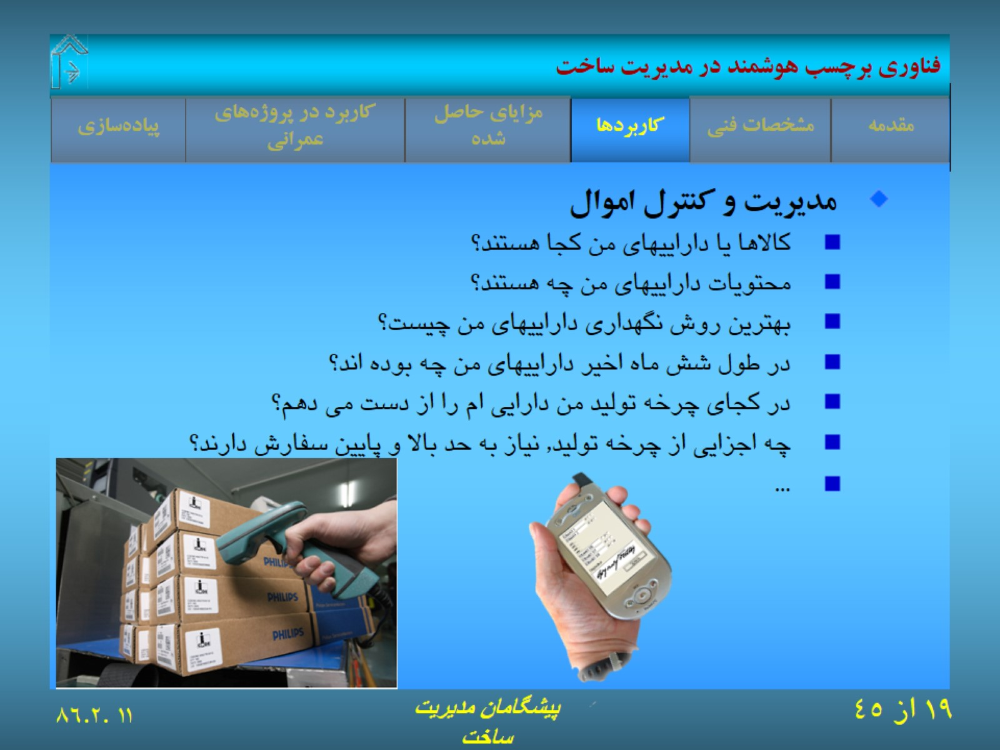 فناوری برچسب هوشمند در مدیریت ساخت
مقدمه
مشخصات فنی
کاربردها
مزایای حاصل
شده
کاربرد در پروژه‌های
عمرانی
پیاده‌سازی
مدیریت و کنترل اموال
کالاها یا داراییهای من کجا هستند؟
محتویات داراییهای من چه هستند؟
بهترین روش نگهداری داراییهای من چیست؟
در طول شش ماه اخیر داراییهای من چه بوده اند؟
در کجای چرخه تولید من دارایی ام را از دست می دهم؟
چه اجزایی از چرخه تولید, نیاز به حد بالا و پایین سفارش دارند؟
...
PHILIPS
PHILIPS
PHILIPS
۱۹ از ۴۵
پیشگامان مدیریت
ساخت
۸۶.۲. ۱۱